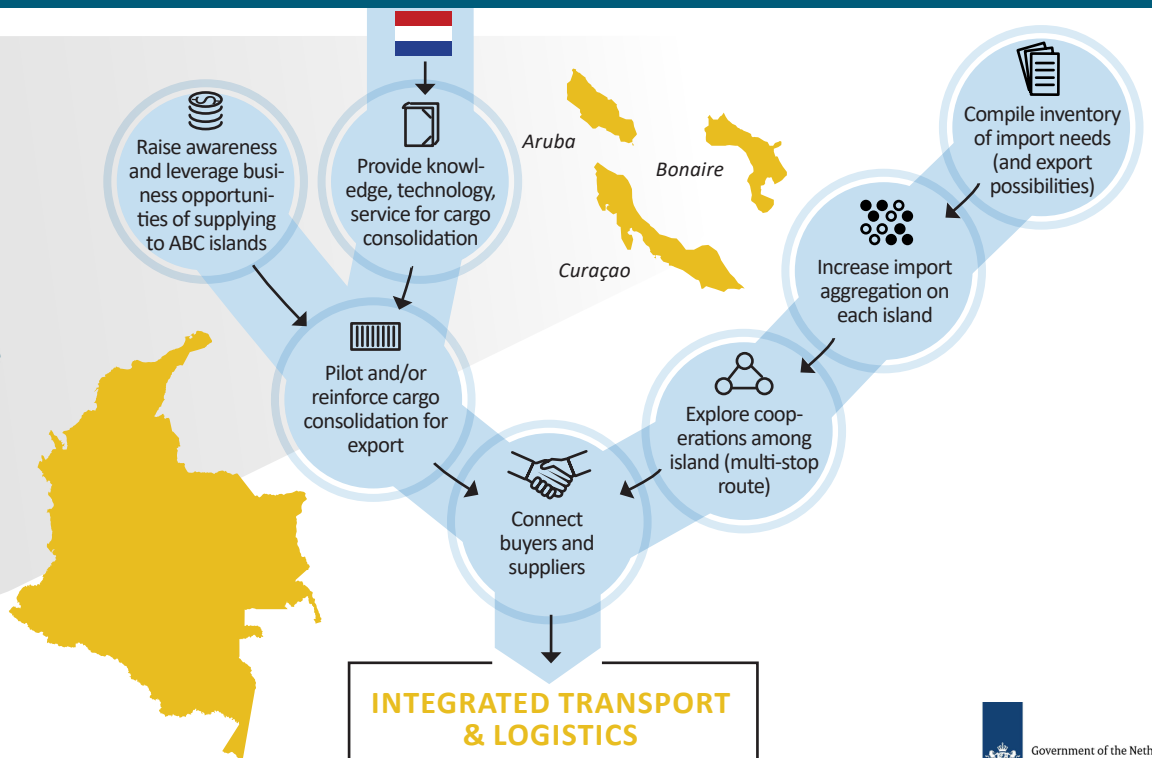 Raise awareness
and leverage busi-
ness opportuni-
ties of supplying
to ABC islands
Provide knowl-
edge, technology,
service for cargo
consolidation
Aruba
Bonaire
Curaçao
Compile inventory
of import needs
(and export
possibilities)
Increase import
aggregation on
each island
Pilot and/or
reinforce cargo
consolidation for
export
Explore coop-
erations among
island (multi-stop
route)
Connect
buyers and
suppliers
INTEGRATED TRANSPORT
& LOGISTICS
Government of the Neth